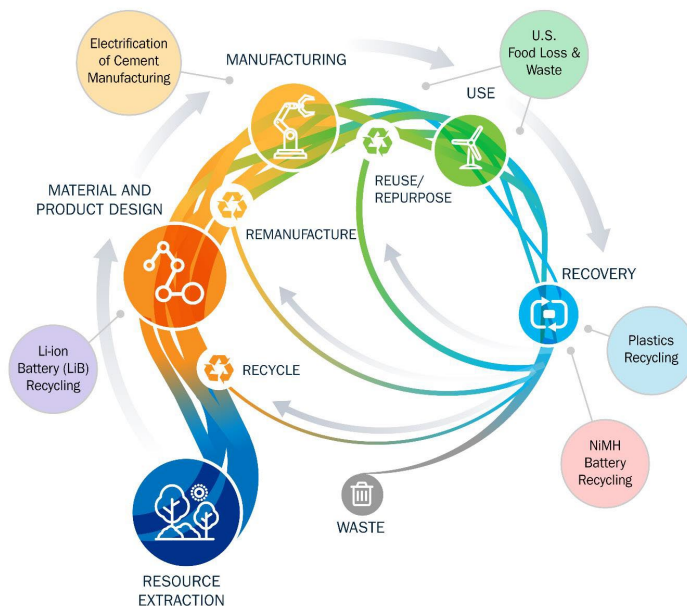 Electrification
of Cement
Manufacturing
MANUFACTURING
U.S.
Food Loss &
Waste
USE
MATERIAL AND
PRODUCT DESIGN
REUSE/
REPURPOSE
REMANUFACTURE
RECOVERY
Li-ion
Battery (LiB)
Recycling
RECYCLE
Plastics
Recycling
NiMH
Battery
Recycling
WASTE
RESOURCE
EXTRACTION